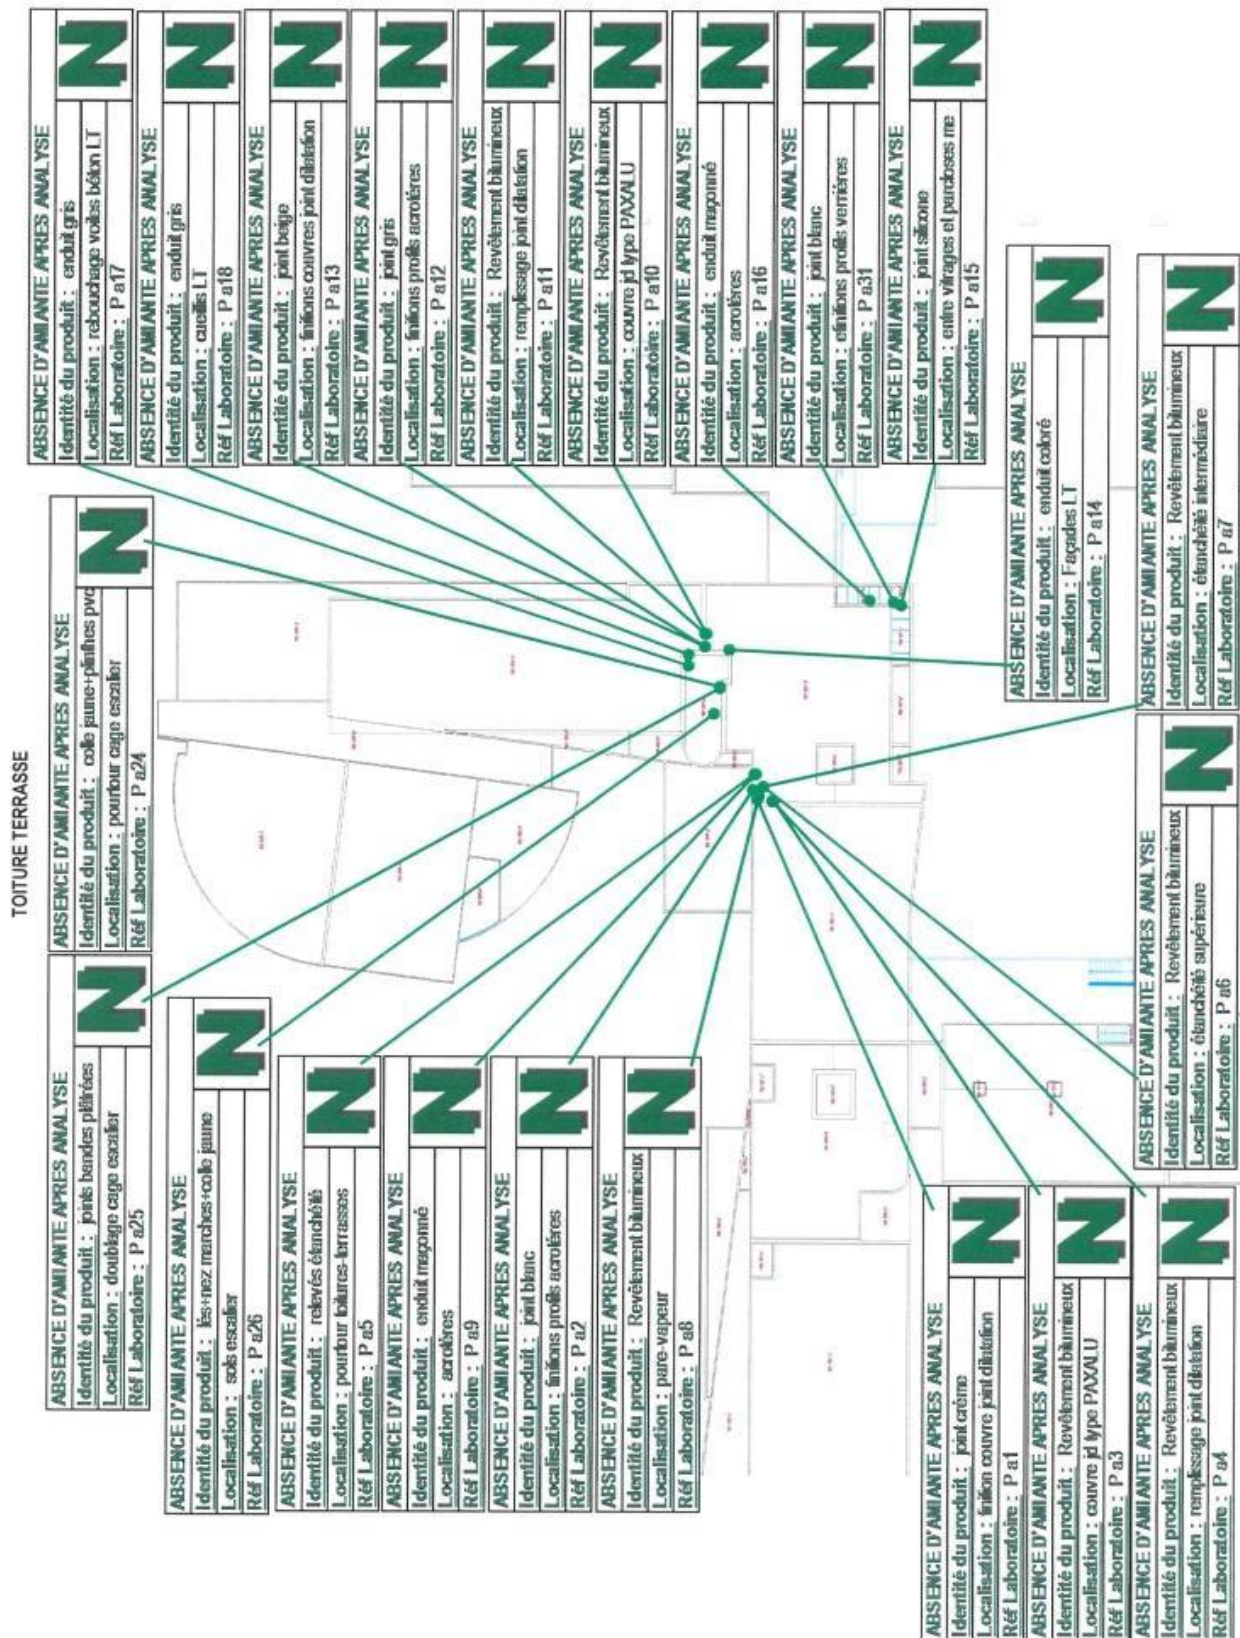 TOITURE TERRASSE
ABSENCE D'AMIANTE APRES ANALYSE
Identité du produit : joints bandes plâtrées
Localisation : doublage cage escalier
Réf Laboratoire : P a25
N
ABSENCE D'AMIANTE APRES ANALYSE
Identité du produit : colle jaune+plinthes pvc
Localisation : pourtour cage escalier
Réf Laboratoire : P a24
N
ABSENCE D'AMIANTE APRES ANALYSE
Identité du produit : enduit gris
Localisation : rebouchage voiles béton LT
Réf Laboratoire : P a17
N
ABSENCE D'AMIANTE APRES ANALYSE
Identité du produit : enduit gris
Localisation : cueillis LT
Réf Laboratoire : P a18
N
ABSENCE D'AMIANTE APRES ANALYSE
Identité du produit : joint beige
Localisation : finitions couvres joint dilatation
Réf Laboratoire : P a13
N
ABSENCE D'AMIANTE APRES ANALYSE
Identité du produit : joint gris
Localisation : finitions profils acrotères
Réf Laboratoire : P a12
N
ABSENCE D'AMIANTE APRES ANALYSE
Identité du produit : Revêtement bitumineux
Localisation : remplissage joint dilatation
Réf Laboratoire : P a11
N
ABSENCE D'AMIANTE APRES ANALYSE
Identité du produit : Revêtement bitumineux
Localisation : couvre jd type PAXALU
Réf Laboratoire : P a10
N
ABSENCE D'AMIANTE APRES ANALYSE
Identité du produit : enduit maçonné
Localisation : acrotères
Réf Laboratoire : P a16
N
ABSENCE D'AMIANTE APRES ANALYSE
Identité du produit : joint blanc
Localisation : efinitions profils verrières
Réf Laboratoire : P a31
N
ABSENCE D'AMIANTE APRES ANALYSE
Identité du produit : joint silicone
Localisation : entre vitrages et parcloses me
Réf Laboratoire : P a15
N
ABSENCE D'AMIANTE APRES ANALYSE
Identité du produit : lés+nez marches+colle jaune
Localisation : sols escalier
Réf Laboratoire : P a26
N
ABSENCE D'AMIANTE APRES ANALYSE
Identité du produit : relevés étanchéité
Localisation : pourtour toitures-terrasses
Réf Laboratoire : P a5
N
ABSENCE D'AMIANTE APRES ANALYSE
Identité du produit : enduit maçonné
Localisation : acrotères
Réf Laboratoire : P a9
N
ABSENCE D'AMIANTE APRES ANALYSE
Identité du produit : joint blanc
Localisation : finitions profils acrotères
Réf Laboratoire : P a2
N
ABSENCE D'AMIANTE APRES ANALYSE
Identité du produit : Revêtement bitumineux
Localisation : pare-vapeur
Réf Laboratoire : P a8
N
ABSENCE D'AMIANTE APRES ANALYSE
Identité du produit : enduit coloré
Localisation : Façades LT
Réf Laboratoire : P a14
N
ABSENCE D'AMIANTE APRES ANALYSE
Identité du produit : joint crème
Localisation : finition couvre joint dilatation
Réf Laboratoire : P a1
N
ABSENCE D'AMIANTE APRES ANALYSE
Identité du produit : Revêtement bitumineux
Localisation : couvre jd type PAXALU
Réf Laboratoire : P a3
N
ABSENCE D'AMIANTE APRES ANALYSE
Identité du produit : Revêtement bitumineux
Localisation : remplissage joint dilatation
Réf Laboratoire : P a4
N
ABSENCE D'AMIANTE APRES ANALYSE
Identité du produit : Revêtement bitumineux
Localisation : étanchéité supérieure
Réf Laboratoire : P a6
N
ABSENCE D'AMIANTE APRES ANALYSE
Identité du produit : Revêtement bitumineux
Localisation : étanchéité intermédiaire
Réf Laboratoire : P a7
N